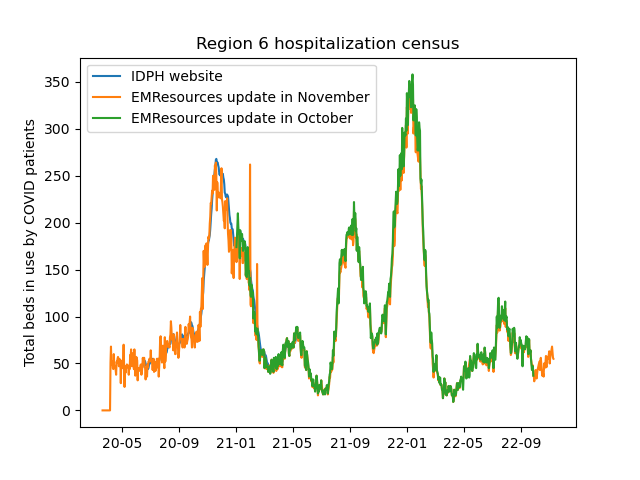 Region 6 hospitalization census
IDPH website
EMResources update in November
EMResources update in October
Total beds in use by COVID patients
350
300
250
200
150
100
50
0
20-05 20-09 21-01 21-05 21-09 22-01 22-05 22-09